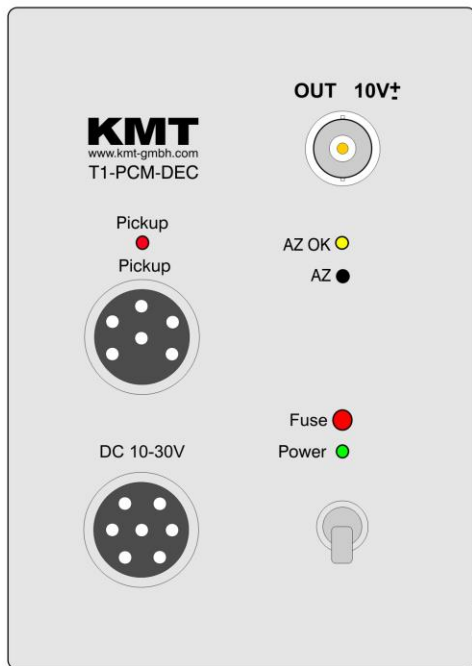 OUT 10V±
KMT
www.kmt-gmbh.com
T1-PCM-DEC
Pickup
Pickup
AZ OK
AZ
Fuse
DC 10-30V
Power